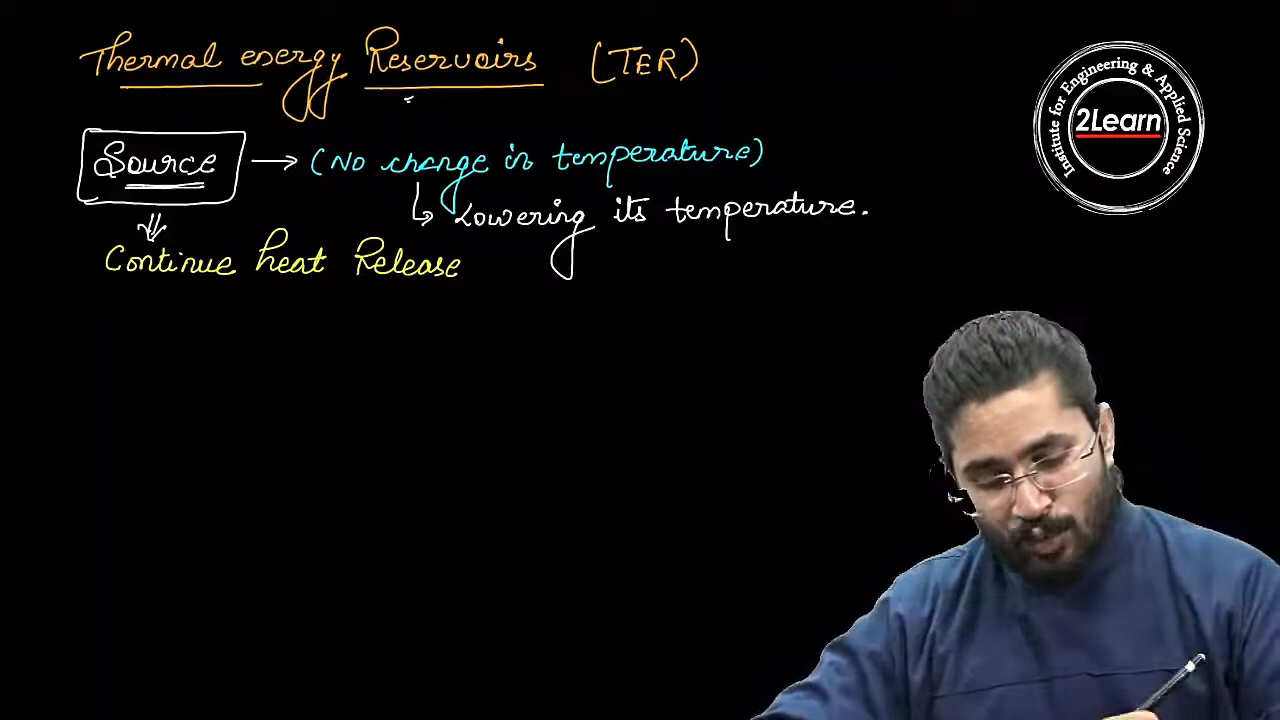 Thermal energy Reservoirs (TER)
Source → (No change in temperature)
↳ Lowering its temperature.
⇓
Continue heat Release
Institute for Engineering & Applied Science
2Learn